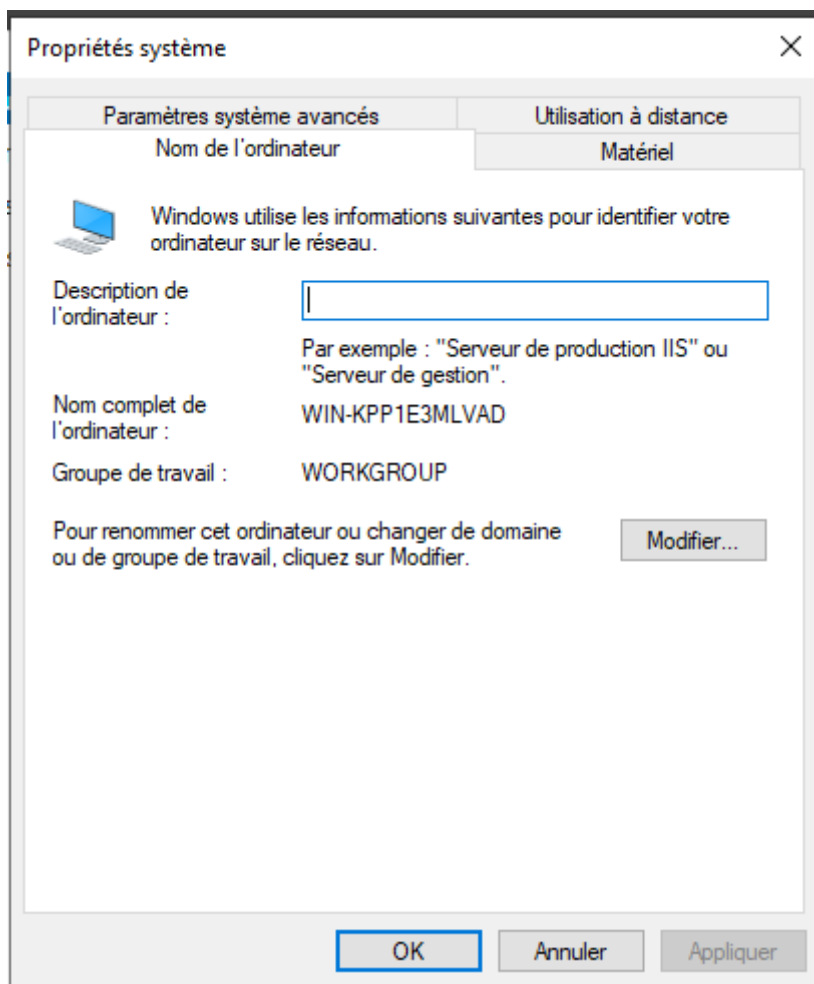 Propriétés système
Paramètres système avancés
Utilisation à distance
Nom de l'ordinateur
Matériel
Windows utilise les informations suivantes pour identifier votre
ordinateur sur le réseau.
Description de
l'ordinateur :
Par exemple : "Serveur de production IIS" ou
"Serveur de gestion".
Nom complet de
l'ordinateur :
WIN-KPP1E3MLVAD
Groupe de travail :
WORKGROUP
Pour renommer cet ordinateur ou changer de domaine
ou de groupe de travail, cliquez sur Modifier.
Modifier...
OK
Annuler
Appliquer